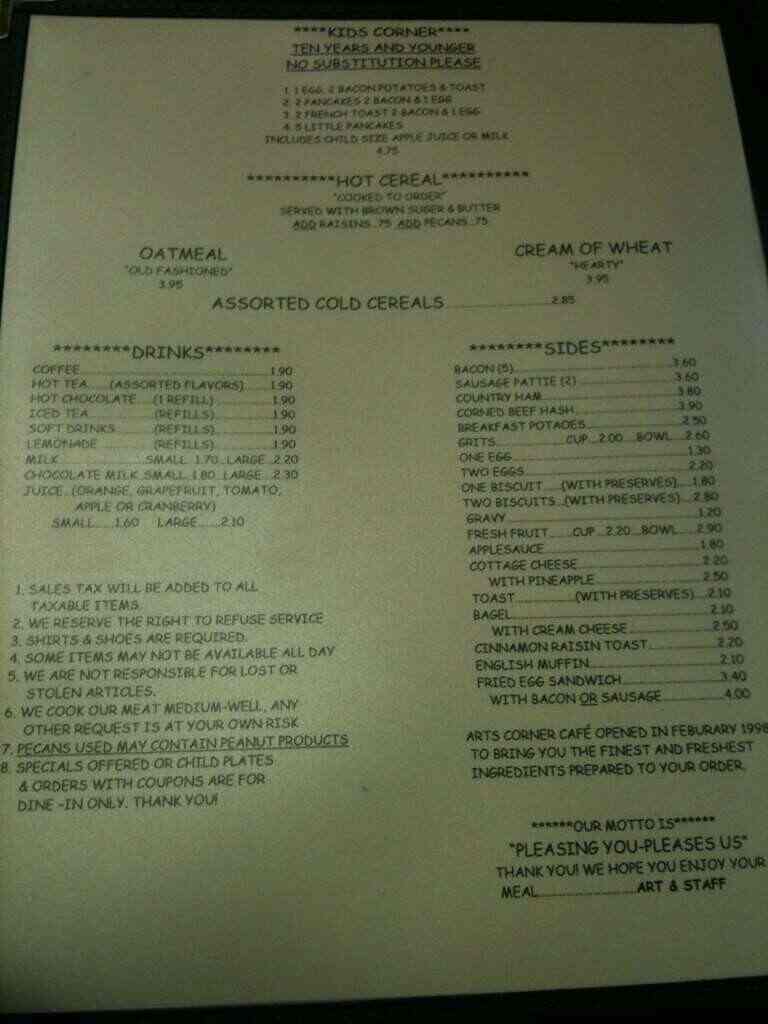 ****KIDS CORNER****
TEN YEARS AND YOUNGER
NO SUBSTITUTION PLEASE
1. 1 EGG, 2 BACON POTATOES & TOAST
2. 2 PANCAKES 2 BACON & 1 EGG
3. 2 FRENCH TOAST 2 BACON & 1 EGG
4. 5 LITTLE PANCAKES
INCLUDES CHILD SIZE APPLE JUICE OR MILK
4.75
**********HOT CEREAL**********
"COOKED TO ORDER"
SERVED WITH BROWN SUGER & BUTTER
ADD RAISINS..75 ADD PECANS..75
OATMEAL
"OLD FASHIONED"
3.95
CREAM OF WHEAT
"HEARTY"
3.95
ASSORTED COLD CEREALS..........2.85
********DRINKS********
COFFEE..........1.90
HOT TEA.....(ASSORTED FLAVORS).....1.90
HOT CHOCOLATE....(1 REFILL).....1.90
ICED TEA..........(REFILLS)..........1.90
SOFT DRINKS........(REFILLS)..........1.90
LEMONADE..........(REFILLS)..........1.90
MILK..........SMALL..1.70..LARGE...2.20
CHOCOLATE MILK..SMALL..1.80..LARGE...2.30
JUICE..(ORANGE, GRAPEFRUIT, TOMATO,
APPLE OR CRANBERRY)
SMALL.....1.60 LARGE.....2.10
1. SALES TAX WILL BE ADDED TO ALL
TAXABLE ITEMS.
2. WE RESERVE THE RIGHT TO REFUSE SERVICE
3. SHIRTS & SHOES ARE REQUIRED.
4. SOME ITEMS MAY NOT BE AVAILABLE ALL DAY
5. WE ARE NOT RESPONSIBLE FOR LOST OR
STOLEN ARTICLES.
6. WE COOK OUR MEAT MEDIUM-WELL, ANY
OTHER REQUEST IS AT YOUR OWN RISK
7. PECANS USED MAY CONTAIN PEANUT PRODUCTS
8. SPECIALS OFFERED OR CHILD PLATES
& ORDERS WITH COUPONS ARE FOR
DINE -IN ONLY. THANK YOU!
********SIDES********
BACON (5)..........3.60
SAUSAGE PATTIE (2)..........3.60
COUNTRY HAM..........3.80
CORNED BEEF HASH..........3.90
BREAKFAST POTAOES..........2.50
GRITS..........CUP...2.00...BOWL...2.60
ONE EGG..........1.30
TWO EGGS..........2.20
ONE BISCUIT.....(WITH PRESERVES).....1.80
TWO BISCUITS...(WITH PRESERVES)...2.80
GRAVY..........1.20
FRESH FRUIT.....CUP...2.20...BOWL.....2.90
APPLESAUCE..........1.80
COTTAGE CHEESE..........2.20
WITH PINEAPPLE..........2.50
TOAST..........(WITH PRESERVES)....2.10
BAGEL..........2.10
WITH CREAM CHEESE..........2.50
CINNAMON RAISIN TOAST..........2.20
ENGLISH MUFFIN..........2.10
FRIED EGG SANDWICH..........3.40
WITH BACON OR SAUSAGE..........4.00
ARTS CORNER CAFÉ OPENED IN FEBURARY 1998
TO BRING YOU THE FINEST AND FRESHEST
INGREDIENTS PREPARED TO YOUR ORDER.
******OUR MOTTO IS******
"PLEASING YOU-PLEASES US"
THANK YOU! WE HOPE YOU ENJOY YOUR
MEAL..........ART & STAFF